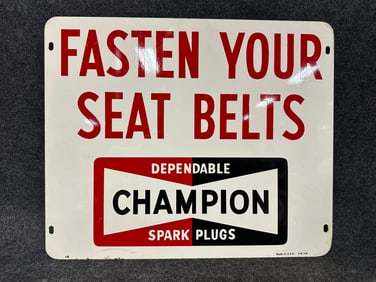 FASTEN YOUR
SEAT BELTS
DEPENDABLE
CHAMPION
SPARK PLUGS